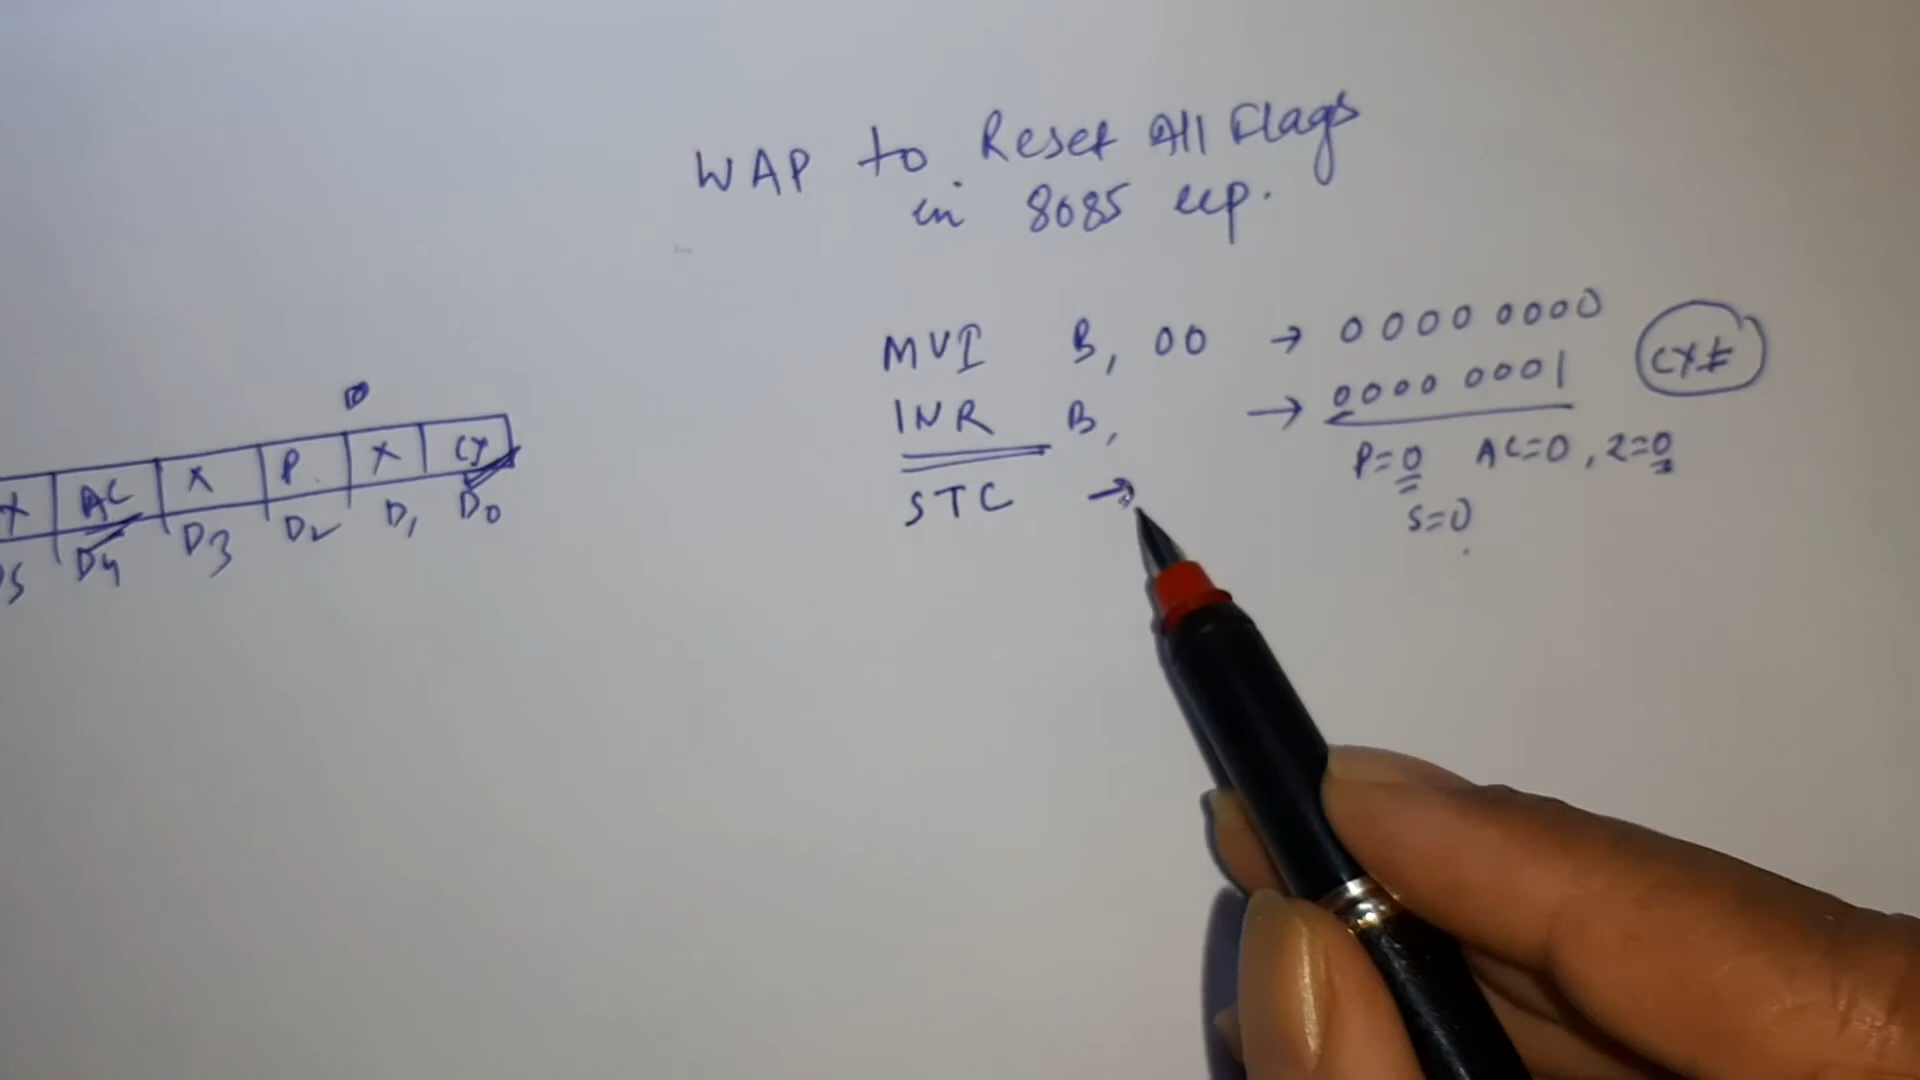 WAP to Reset All Flags
in 8085 up.
MVI B, 00 → 0000 0000
INR B, → 0000 0001
CY≠
P=0 AC=0, Z=0
S=0
STC →
X AC X P X CY
D5 D4 D3 D2 D1 D0